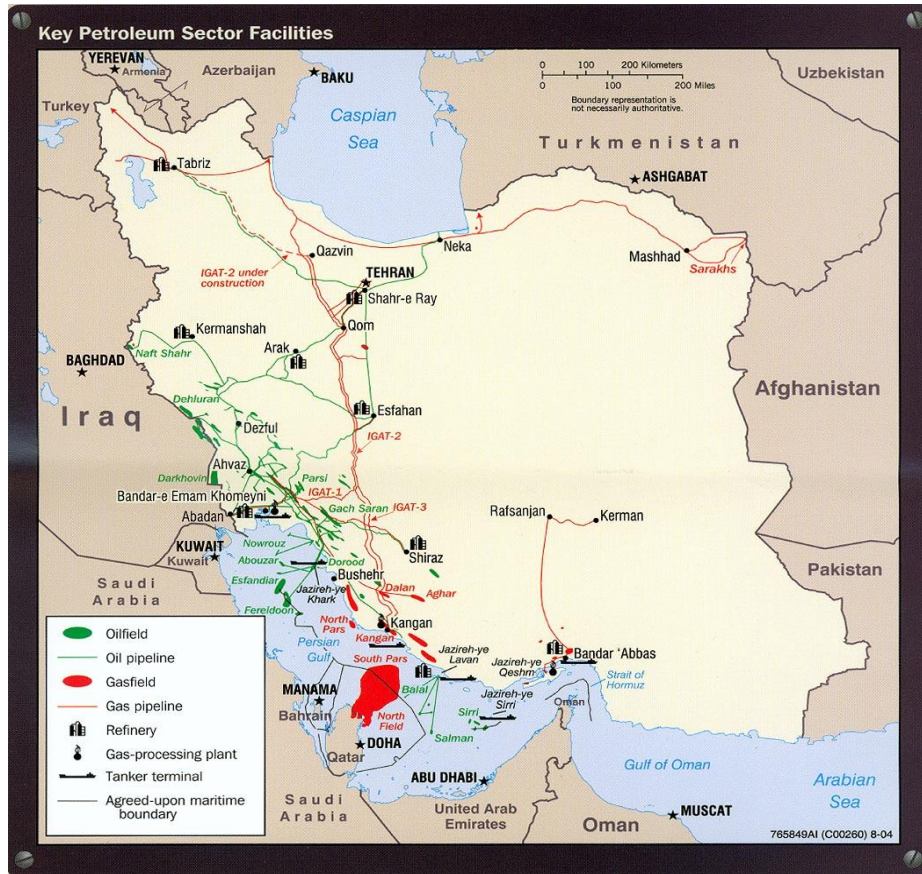 Key Petroleum Sector Facilities
YEREVAN
Armenia
Azerbaijan
BAKU
Turkey
Caspian
Sea
0 100 200 Kilometers
0 100 200 Miles
Boundary representation is
not necessarily authoritative.
Uzbekistan
Turkmenistan
ASHGABAT
Tabriz
Qazvin
Neka
Mashhad
Sarakhs
IGAT-2 under
construction
TEHRAN
Shahr-e Ray
Kermanshah
Qom
Arak
BAGHDAD
Naft Shahr
Iraq
Afghanistan
Dehluran
Esfahan
Dezful
IGAT-2
Ahvaz
Darkhovin
Parsi
IGAT-1
Bandar-e Emam Khomeyni
Gach Saran
IGAT-3
Abadan
Rafsanjan
Kerman
KUWAIT
Kuwait
Nowrouz
Abouzar
Dorood
Shiraz
Saudi
Arabia
Esfandiar
Jazireh-ye
Khark
Bushehr
Dalan
Aghar
Pakistan
Fereidoon
North
Pars
Kangan
Persian
Gulf
Kangan
South Pars
Jazireh-ye
Lavan
Jazireh-ye
Qeshm
Bandar 'Abbas
Balal
Jazireh-ye
Sirri
Strait of
Hormuz
MANAMA
Bahrain
North
Field
Sirri
Oman
Salman
Qatar
DOHA
ABU DHABI
Gulf of Oman
Arabian
Sea
Saudi
Arabia
United Arab
Emirates
Oman
MUSCAT
Oilfield
Oil pipeline
Gasfield
Gas pipeline
Refinery
Gas-processing plant
Tanker terminal
Agreed-upon maritime
boundary
765849AI (C00260) 8-04